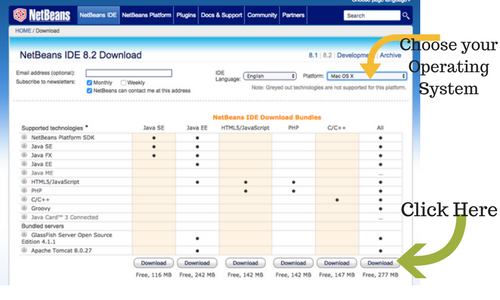 Choose page language
NetBeans
NetBeans IDE NetBeans Platform Plugins Docs & Support Community Partners Search
HOME / Download
NetBeans IDE 8.2 Download 8.1 | 8.2 | Development Archive
Choose your
Operating
System
Email address (optional):
IDE
Language: English Platform: Mac OS X
Subscribe to newsletters: Monthly Weekly
NetBeans can contact me at this address
Note: Greyed out technologies are not supported for this platform.
NetBeans IDE Download Bundles
Supported technologies * Java SE Java EE HTML5/JavaScript PHP C/C++ All
NetBeans Platform SDK
Java SE
Java FX
Java EE
Java ME
HTML5/JavaScript
PHP
C/C++
Groovy
Java Card™ 3 Connected
Bundled servers
GlassFish Server Open Source
Edition 4.1.1
Apache Tomcat 8.0.27
Click Here
Download Download Download Download Download Download
Free, 116 MB Free, 242 MB Free, 142 MB Free, 142 MB Free, 147 MB Free, 277 MB